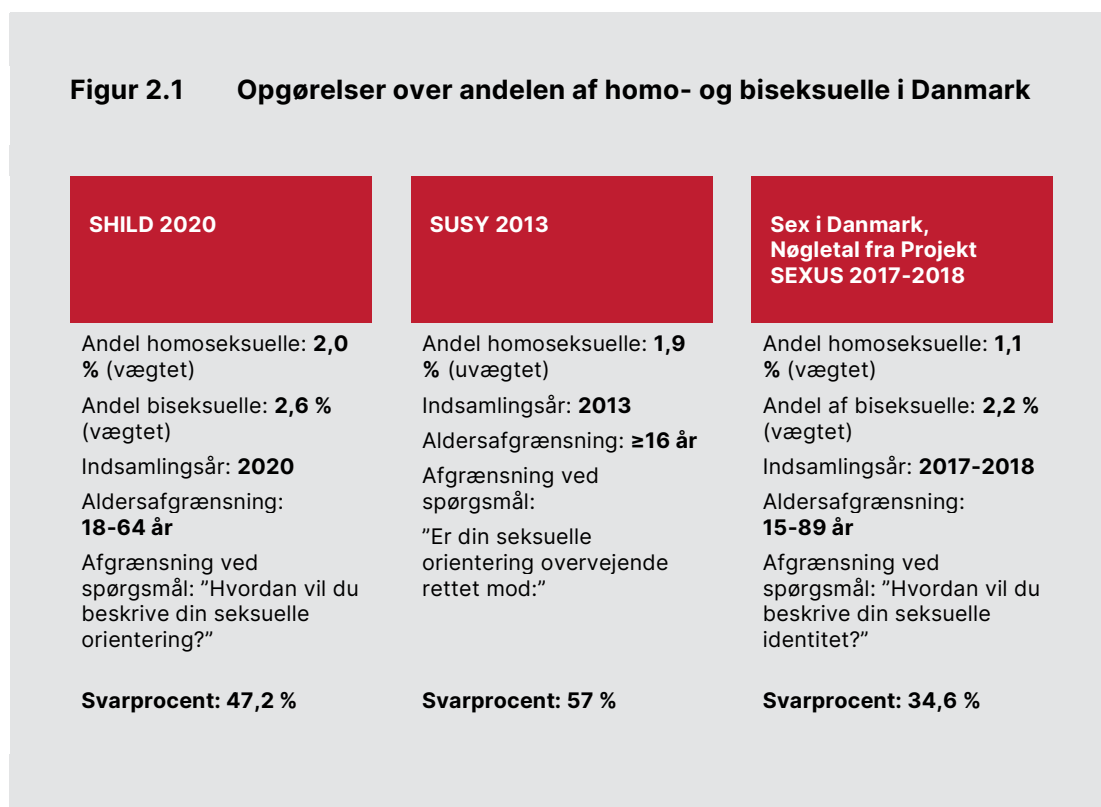 Figur 2.1 Opgørelser over andelen af homo- og biseksuelle i Danmark
SHILD 2020
Andel homoseksuelle: 2,0
% (vægtet)
Andel biseksuelle: 2,6 %
(vægtet)
Indsamlingsår: 2020
Aldersafgrænsning:
18-64 år
Afgrænsning ved
spørgsmål: ”Hvordan vil du
beskrive din seksuelle
orientering?”
Svarprocent: 47,2 %
SUSY 2013
Andel homoseksuelle: 1,9
% (uvægtet)
Indsamlingsår: 2013
Aldersafgrænsning: ≥16 år
Afgrænsning ved
spørgsmål:
”Er din seksuelle
orientering overvejende
rettet mod:”
Svarprocent: 57 %
Sex i Danmark,
Nøgletal fra Projekt
SEXUS 2017-2018
Andel homoseksuelle: 1,1
% (vægtet)
Andel af biseksuelle: 2,2 %
(vægtet)
Indsamlingsår: 2017-2018
Aldersafgrænsning:
15-89 år
Afgrænsning ved
spørgsmål: ”Hvordan vil du
beskrive din seksuelle
identitet?”
Svarprocent: 34,6 %